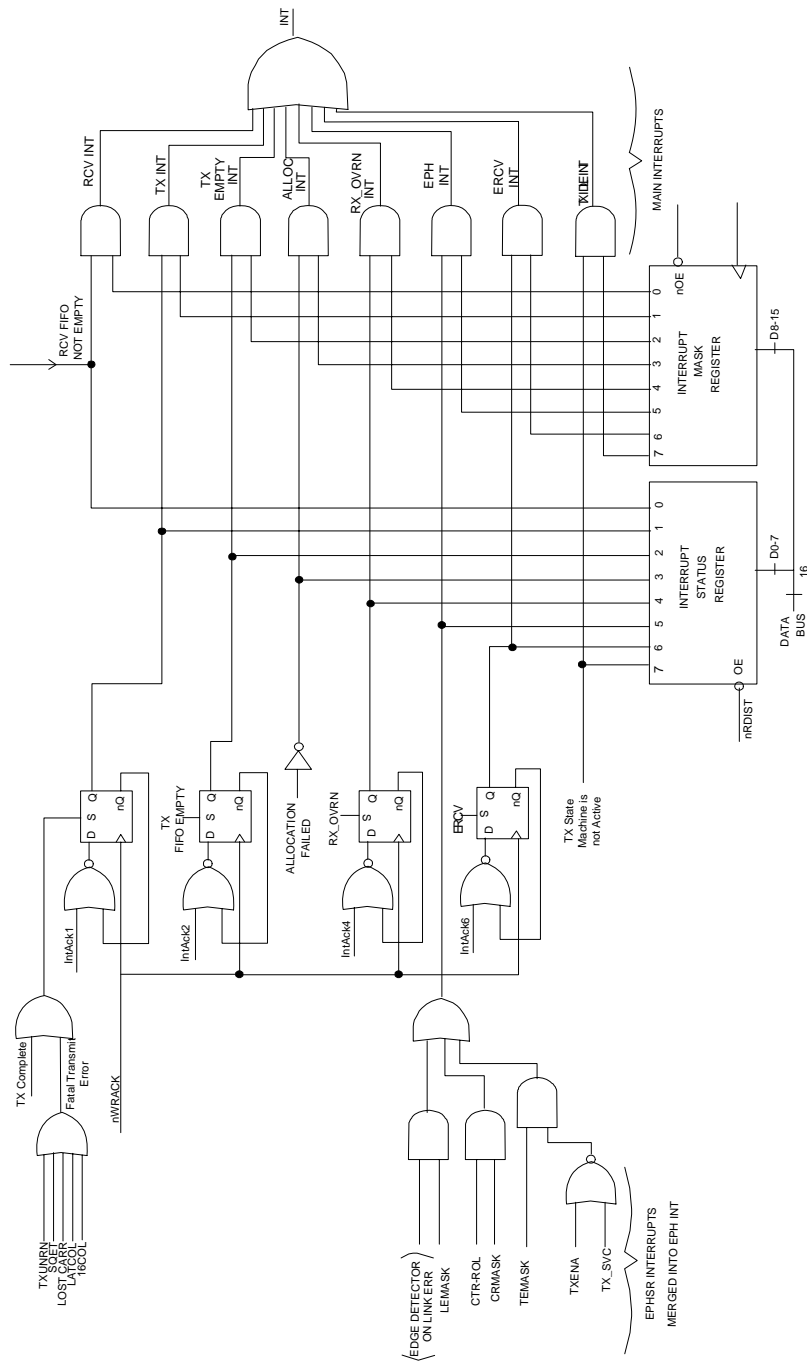 (EDGE DETECTOR
ON LINK ERR)
LEMASK
CTR-ROL
CRMASK
TEMASK
TXENA
TX_SVC
EPHSR INTERRUPTS
MERGED INTO EPH INT
TXUNRN
SQET
LOST_CARR
LATCOL
16COL
TX Complete
Fatal Transmit
Error
nWRACK
IntAck1
D
S
Q
nQ
IntAck2
TX
FIFO EMPTY
D
S
Q
nQ
ALLOCATION
FAILED
IntAck4
RX_OVRN
D
S
Q
nQ
IntAck6
ERCV
D
S
Q
nQ
TX State
Machine is
not Active
nRDIST
OE
7
6
5
4
3
2
1
0
INTERRUPT
STATUS
REGISTER
D0-7
DATA
BUS
16
7
6
5
4
3
2
1
0
nOE
INTERRUPT
MASK
REGISTER
D8-15
RCV FIFO
NOT EMPTY
RCV INT
TX INT
TX
EMPTY
INT
ALLOC
INT
RX_OVRN
INT
EPH
INT
ERCV
INT
MAIN INTERRUPTS
INT